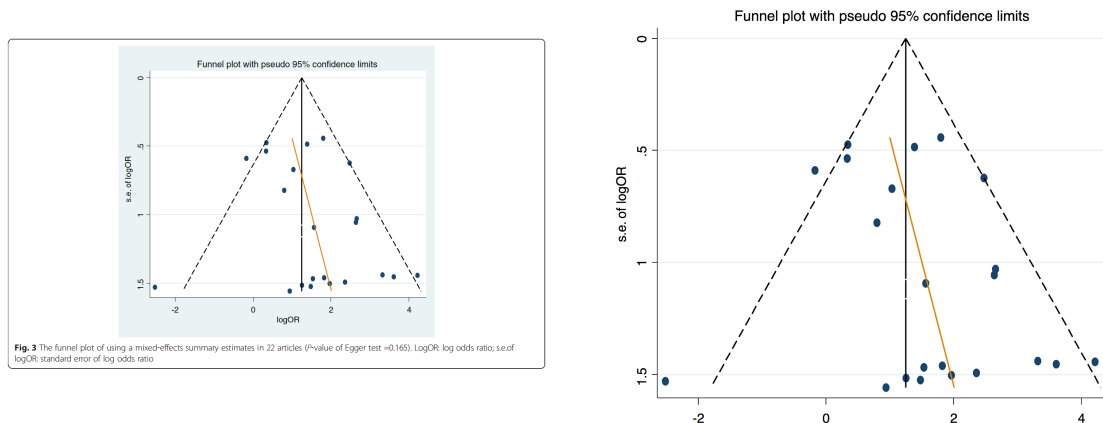 Funnel plot with pseudo 95% confidence limits
0
.5
1
1.5
s.e. of logOR
-2 0 2 4
logOR
Fig. 3 The funnel plot of using a mixed-effects summary estimates in 22 articles (P-value of Egger test =0.165). LogOR: log odds ratio; s.e.of
logOR: standard error of log odds ratio
Funnel plot with pseudo 95% confidence limits
0
.5
1
1.5
s.e. of logOR
-2 0 2 4